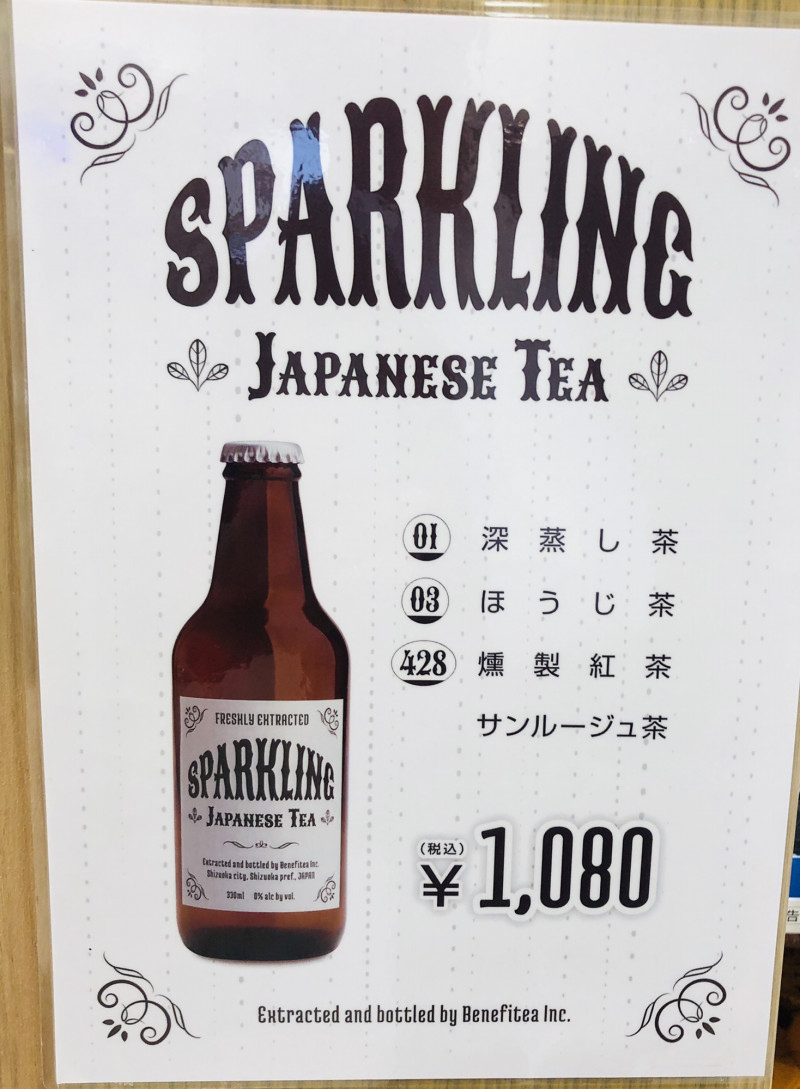 SPARKLING
JAPANESE TEA
01 深蒸し茶
03 ほうじ茶
428 燻製紅茶
サンルージュ茶
FRESHLY EXTRACTED
SPARKLING
JAPANESE TEA
Extracted and bottled by Benefitea Inc.
Shizuoka city, Shizuoka pref., JAPAN
330ml 0% alc by vol.
(税込)
¥1,080
Extracted and bottled by Benefitea Inc.
告